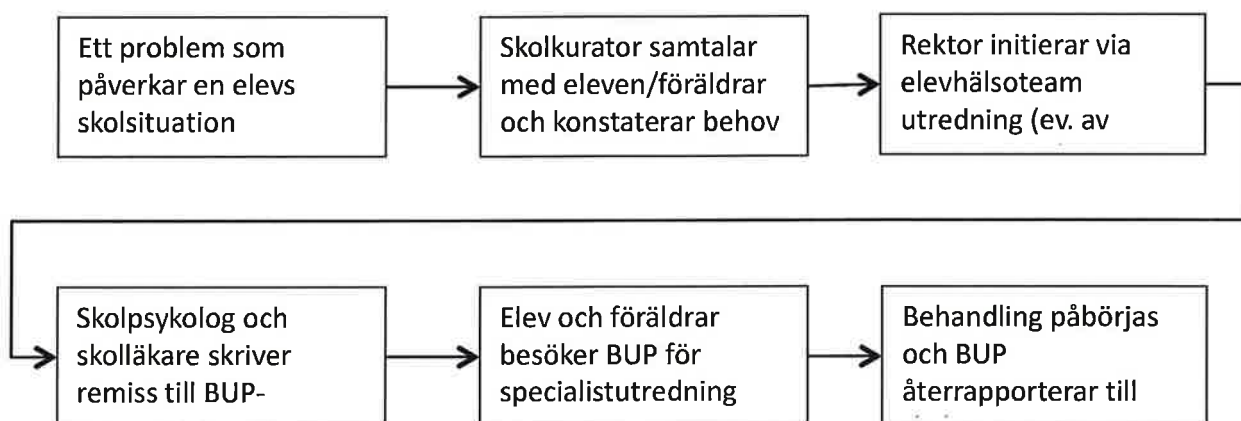 Ett problem som
påverkar en elevs
skolsituation
Skolkurator samtalar
med eleven/föräldrar
och konstaterar behov
Rektor initierar via
elevhälsoteam
utredning (ev. av
Skolpsykolog och
skolläkare skriver
remiss till BUP-
Elev och föräldrar
besöker BUP för
specialistutredning
Behandling påbörjas
och BUP
återrapporterar till